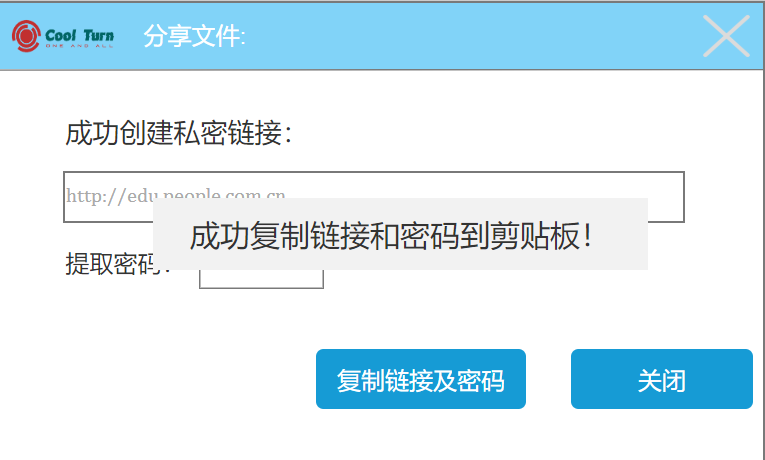 Cool Turn
ONE AND ALL
分享文件:
成功创建私密链接：
http://edu.people.com.cn
成功复制链接和密码到剪贴板！
提取密码：
复制链接及密码
关闭